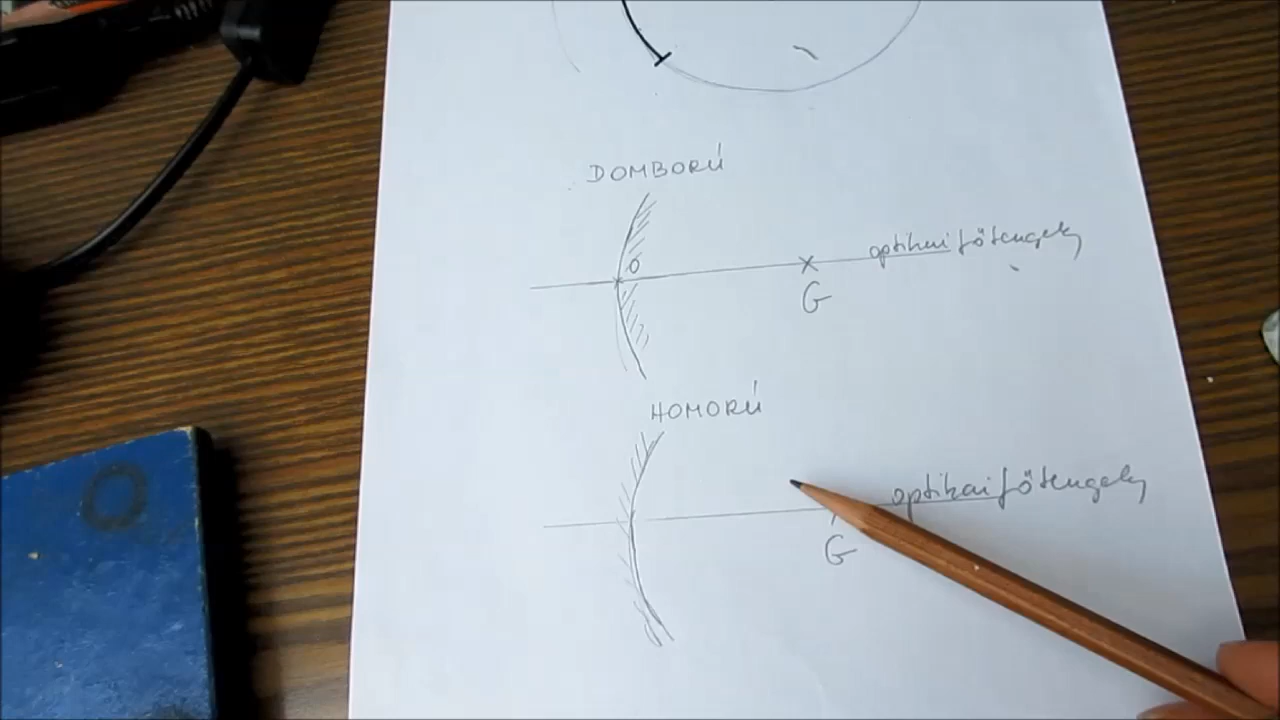 DOMBORÚ
O
optikai főtengely
G
HOMORÚ
optikai főtengely
G